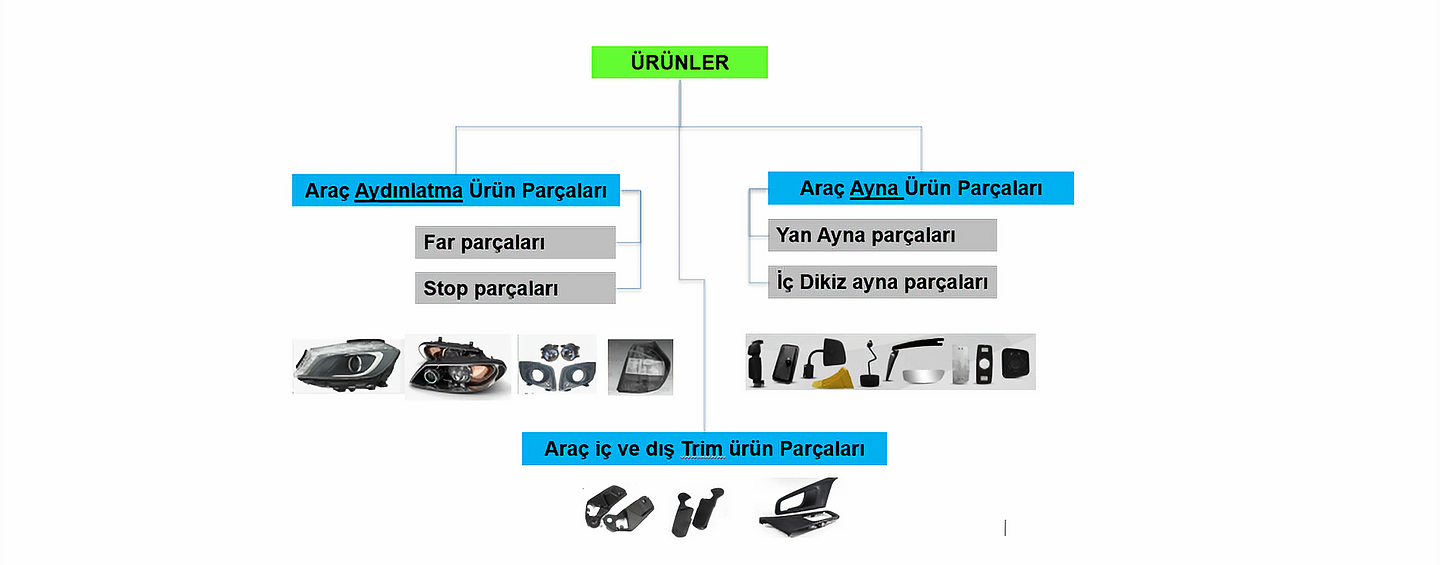 ÜRÜNLER
Araç Aydınlatma Ürün Parçaları
Far parçaları
Stop parçaları
Araç Ayna Ürün Parçaları
Yan Ayna parçaları
İç Dikiz ayna parçaları
Araç iç ve dış Trim ürün Parçaları